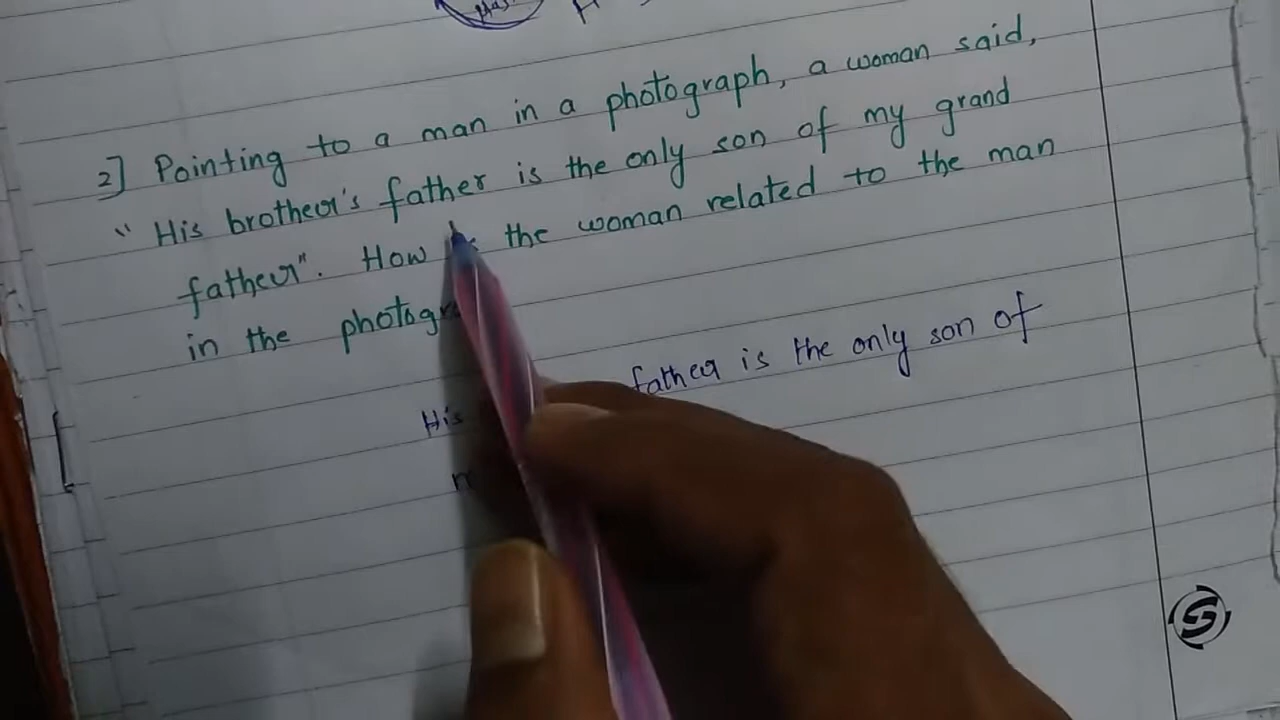 2] Pointing to a man in a photograph, a woman said,
"His brother's father is the only son of my grand
father". How the woman related to the man
in the
His father is the only son of